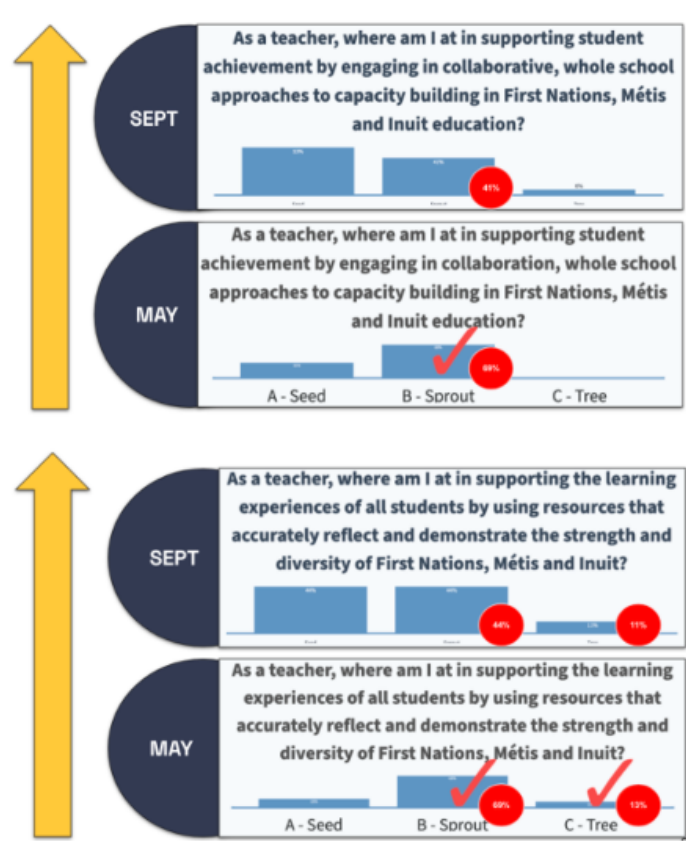 As a teacher, where am I at in supporting student
achievement by engaging in collaborative, whole school
approaches to capacity building in First Nations, Métis
and Inuit education?
SEPT
41%
As a teacher, where am I at in supporting student
achievement by engaging in collaboration, whole school
approaches to capacity building in First Nations, Métis
and Inuit education?
MAY
69%
A - Seed B - Sprout C - Tree
As a teacher, where am I at in supporting the learning
experiences of all students by using resources that
accurately reflect and demonstrate the strength and
diversity of First Nations, Métis and Inuit?
SEPT
44% 11%
As a teacher, where am I at in supporting the learning
experiences of all students by using resources that
accurately reflect and demonstrate the strength and
diversity of First Nations, Métis and Inuit?
MAY
69% 13%
A - Seed B - Sprout C - Tree